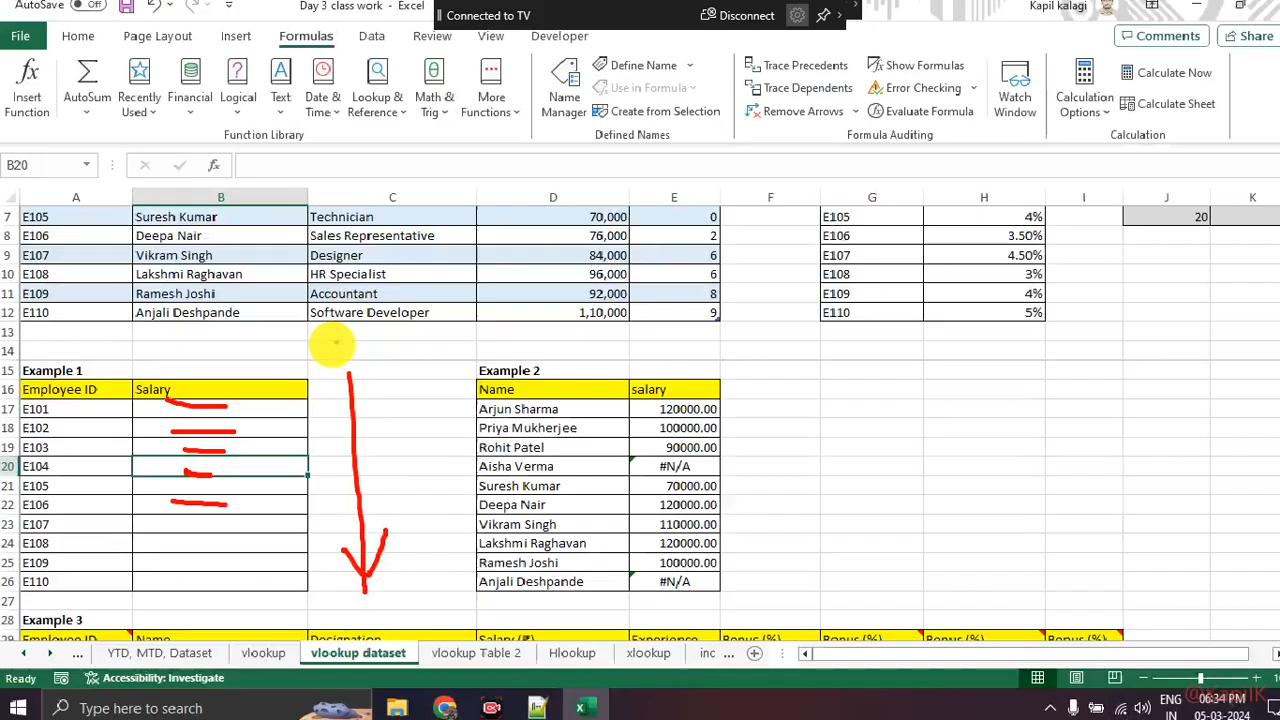 AutoSave Off Day 3 class work - Excel Connected to TV Disconnect Kapil kalagi
File Home Page Layout Insert Formulas Data Review View Developer Comments Share
Insert Function AutoSum Recently Used Financial Logical Text Date & Time Lookup & Reference Math & Trig More Functions
Function Library
Name Manager Define Name Use in Formula Create from Selection
Defined Names
Trace Precedents Trace Dependents Remove Arrows Show Formulas Error Checking Evaluate Formula Watch Window
Formula Auditing
Calculation Options Calculate Now Calculate Sheet
Calculation
B20 fx
A B C D E F G H I J K
7 E105 Suresh Kumar Technician 70,000 0 E105 4% 20
8 E106 Deepa Nair Sales Representative 76,000 2 E106 3.50%
9 E107 Vikram Singh Designer 84,000 6 E107 4.50%
10 E108 Lakshmi Raghavan HR Specialist 96,000 6 E108 3%
11 E109 Ramesh Joshi Accountant 92,000 8 E109 4%
12 E110 Anjali Deshpande Software Developer 1,10,000 9 E110 5%
13
14
15 Example 1 Example 2
16 Employee ID Salary Name salary
17 E101 Arjun Sharma 120000.00
18 E102 Priya Mukherjee 100000.00
19 E103 Rohit Patel 90000.00
20 E104 Aisha Verma #N/A
21 E105 Suresh Kumar 70000.00
22 E106 Deepa Nair 120000.00
23 E107 Vikram Singh 110000.00
24 E108 Lakshmi Raghavan 120000.00
25 E109 Ramesh Joshi 100000.00
26 E110 Anjali Deshpande #N/A
27
28 Example 3
29 Employee ID Name Designation Salary (₹) Experience Bonus (%) Bonus (%) Bonus (%) Bonus (%)
... YTD, MTD, Dataset vlookup vlookup dataset vlookup Table 2 Hlookup xlookup inc ...
Ready Accessibility: Investigate
Type here to search ENG IN 06:34 PM 05-03-2024